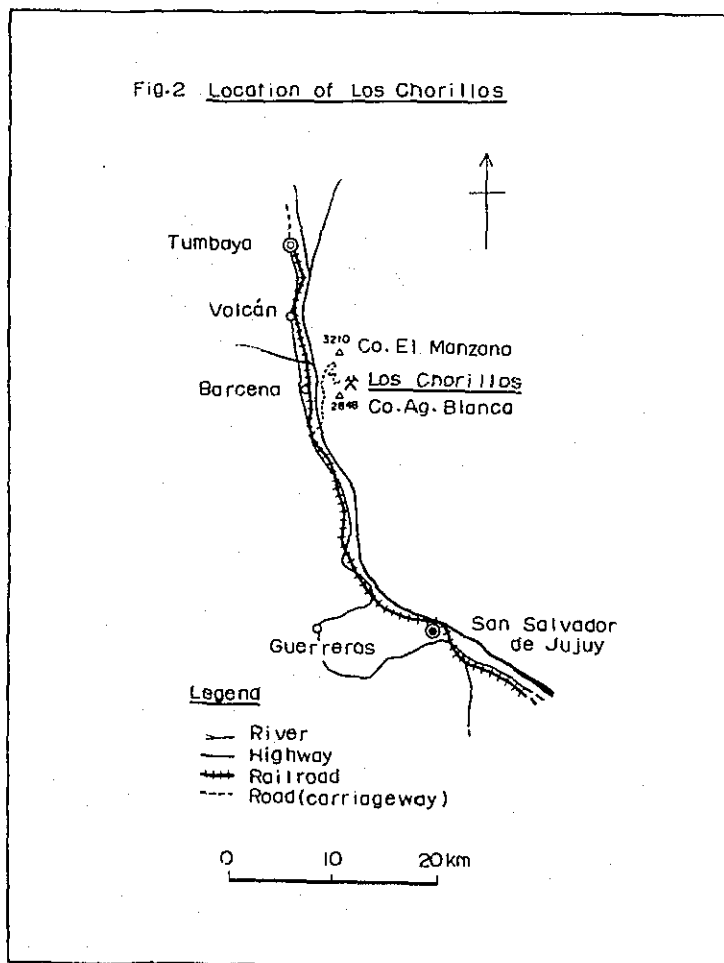 Fig.2 Location of Los Chorillos
Tumbaya
Volcán
3210 Co. El Manzano
Los Chorillos
Barcena
2848 Co. Ag. Blanca
San Salvador
de Jujuy
Guerreros
Legend
River
Highway
Railroad
Road(carriageway)
0 10 20km